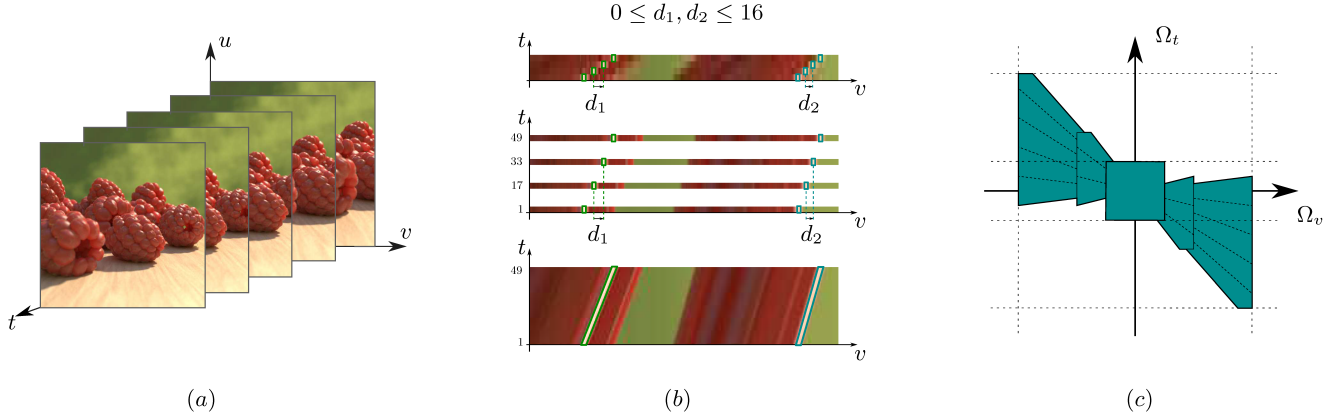 u
v
t
(a)
0 ≤ d₁, d₂ ≤ 16
t
v
d₁
d₂
t
49
33
17
1
v
d₁
d₂
t
49
1
v
(b)
Ωₜ
Ωᵥ
(c)